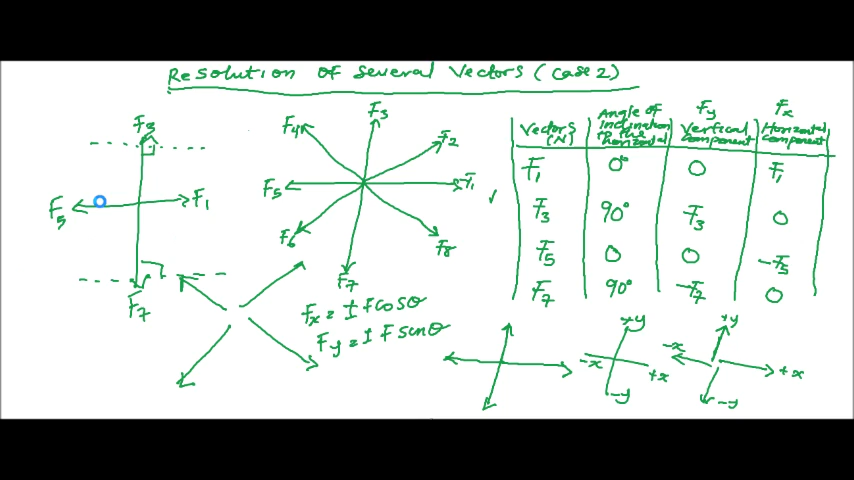 Resolution of Several Vectors (Case 2)
F3
F5
F1
F7
F3
F4
F2
F5
F1
F6
F8
F7
Fx = ± F cosθ
Fy = ± F sinθ
Vectors (N)
Angle of inclination to the horizontal
Fy Vertical component
Fx Horizontal component
F1 0° 0 F1
F3 90° F3 0
F5 0 0 -F5
F7 90° -F7 0
+y
-x
+x
-y
+y
-x
+x
-y